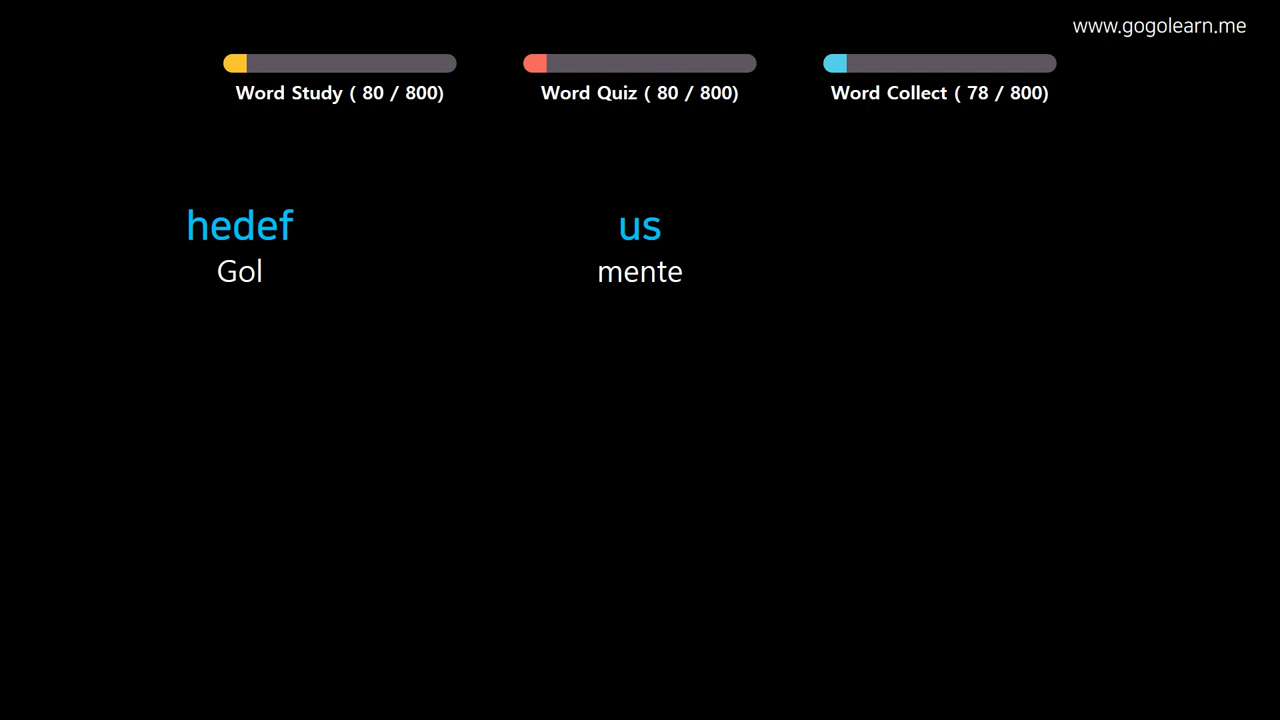 www.gogolearn.me
Word Study ( 80 / 800)
Word Quiz ( 80 / 800)
Word Collect ( 78 / 800)
hedef
Gol
us
mente